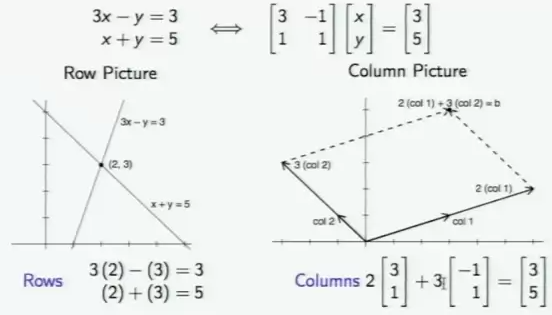 3x − y = 3
x + y = 5
⟺
[3 −1; 1 1] [x; y] = [3; 5]
Row Picture
3x − y = 3
(2, 3)
x + y = 5
Rows 3(2) − (3) = 3
(2) + (3) = 5
Column Picture
2 (col 1) + 3 (col 2) = b
3 (col 2)
2 (col 1)
col 2
col 1
Columns 2 [3; 1] + 3 [−1; 1] = [3; 5]